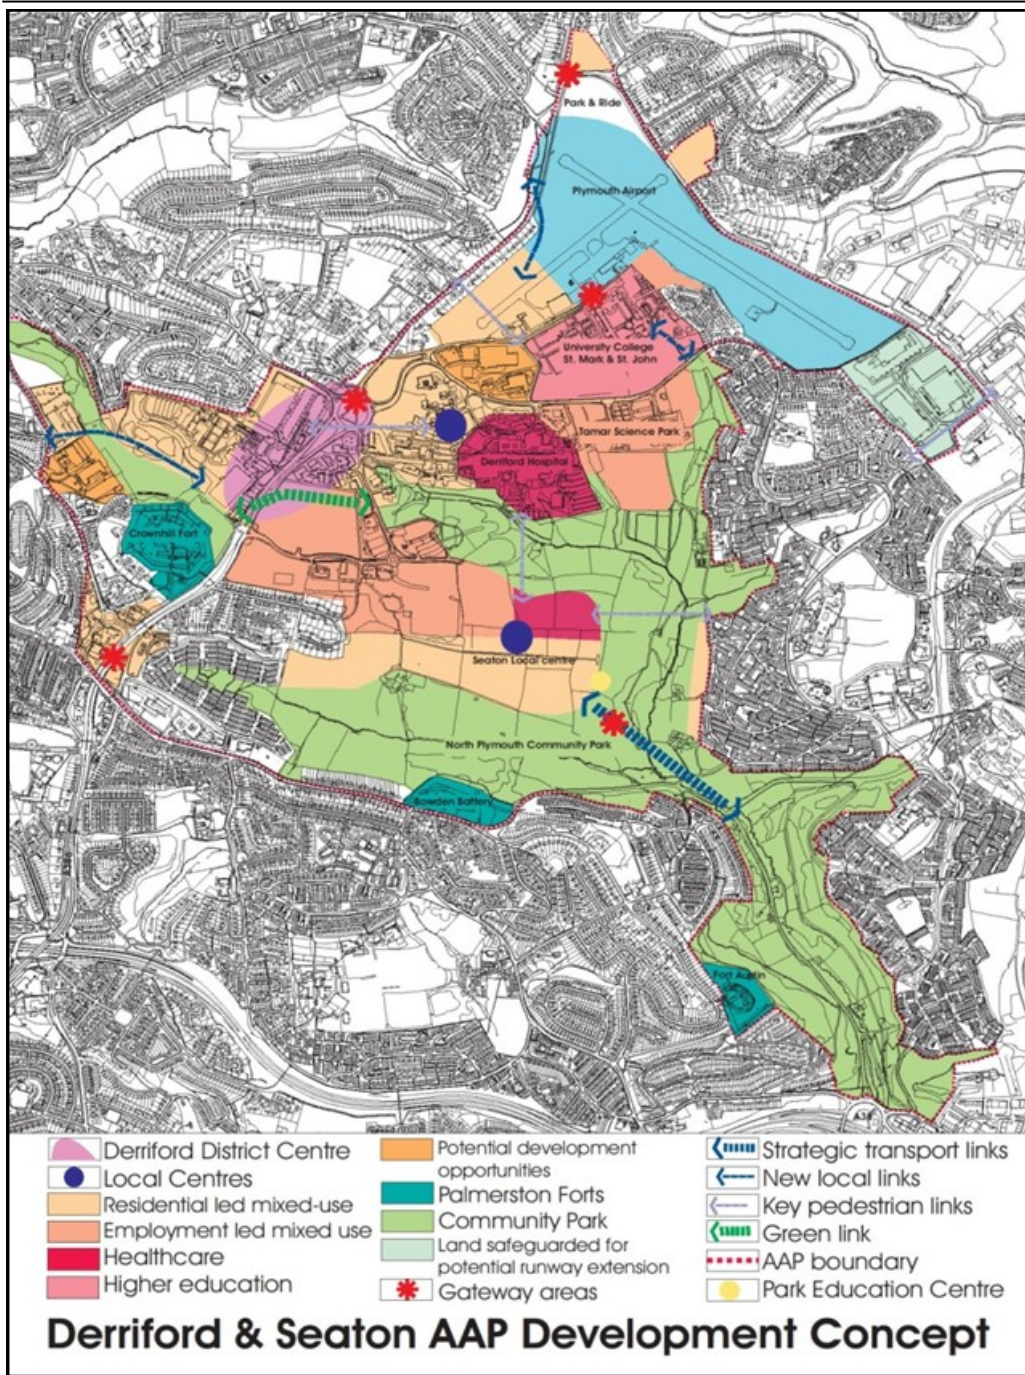 Park & Ride
Plymouth Airport
University College
St. Mark & St. John
Tamar Science Park
Derriford Hospital
Crownhill Fort
Seaton Local centre
North Plymouth Community Park
Bowden Battery
Fort Austin
A38
Derriford District Centre
Local Centres
Residential led mixed-use
Employment led mixed use
Healthcare
Higher education
Potential development
opportunities
Palmerston Forts
Community Park
Land safeguarded for
potential runway extension
Gateway areas
Strategic transport links
New local links
Key pedestrian links
Green link
AAP boundary
Park Education Centre
Derriford & Seaton AAP Development Concept